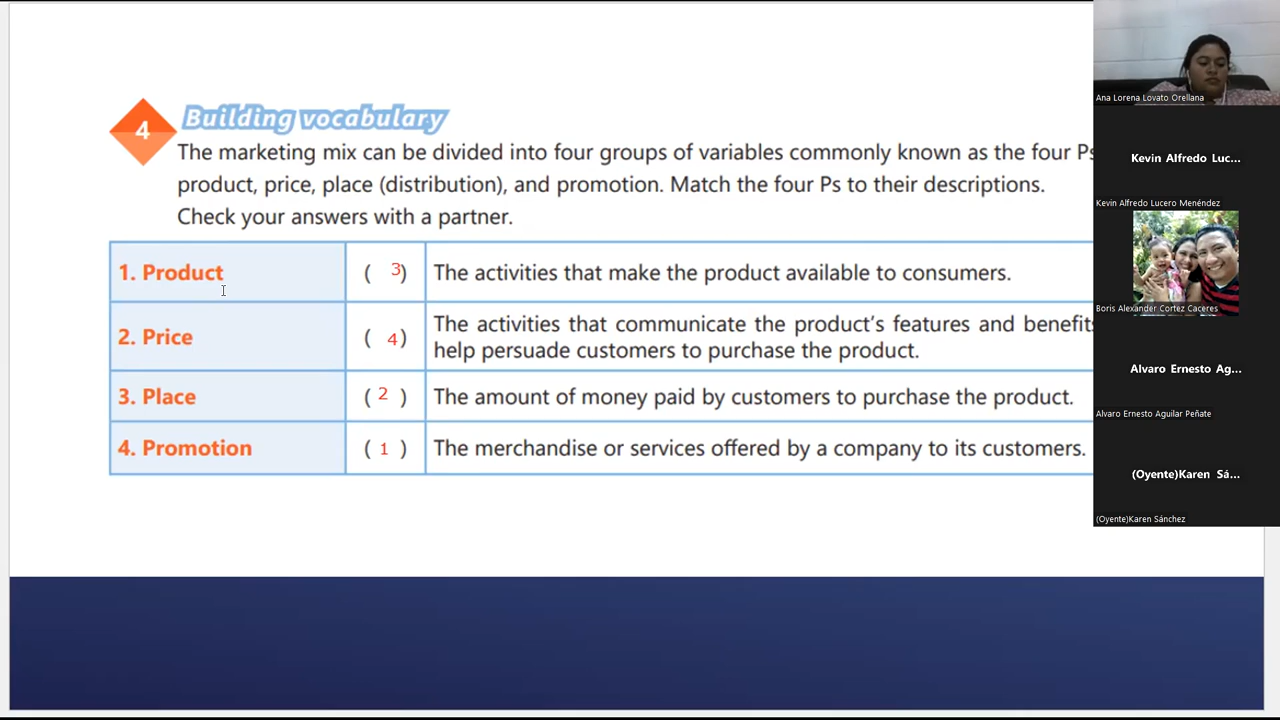 4
Building vocabulary
The marketing mix can be divided into four groups of variables commonly known as the four Ps
product, price, place (distribution), and promotion. Match the four Ps to their descriptions.
Check your answers with a partner.
1. Product ( 3) The activities that make the product available to consumers.
2. Price ( 4) The activities that communicate the product's features and benefits
help persuade customers to purchase the product.
3. Place ( 2 ) The amount of money paid by customers to purchase the product.
4. Promotion ( 1 ) The merchandise or services offered by a company to its customers.
Ana Lorena Lovato Orellana
Kevin Alfredo Luc...
Kevin Alfredo Lucero Menéndez
Boris Alexander Cortez Caceres
Alvaro Ernesto Ag...
Alvaro Ernesto Aguilar Peñate
(Oyente)Karen Sá...
(Oyente)Karen Sánchez